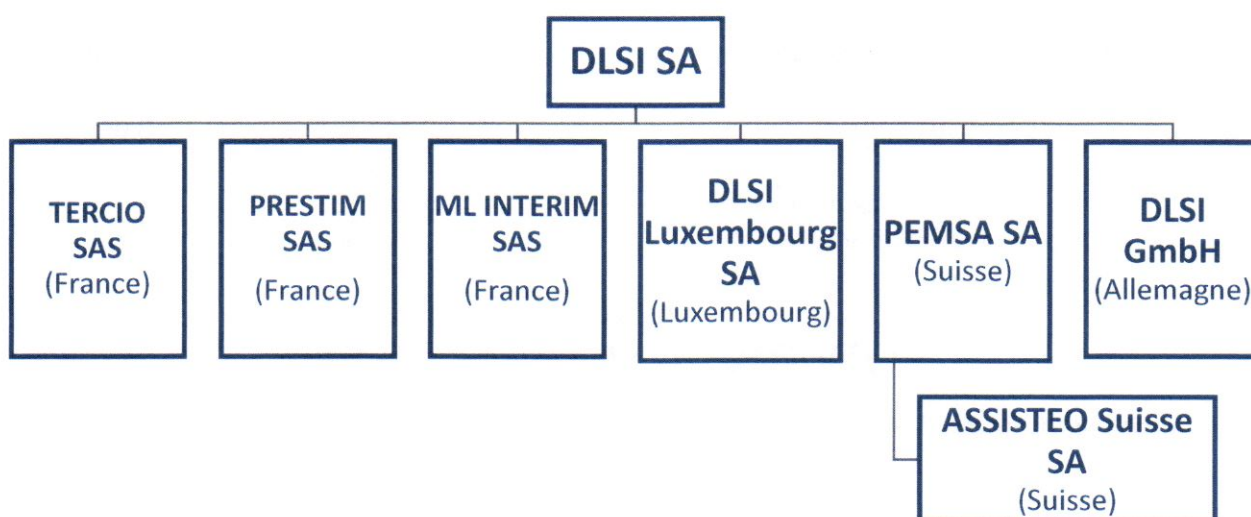 DLSI SA
TERCIO
SAS
(France)
PRESTIM
SAS
(France)
ML INTERIM
SAS
(France)
DLSI
Luxembourg
SA
(Luxembourg)
PEMSA SA
(Suisse)
DLSI
GmbH
(Allemagne)
ASSISTEO Suisse
SA
(Suisse)